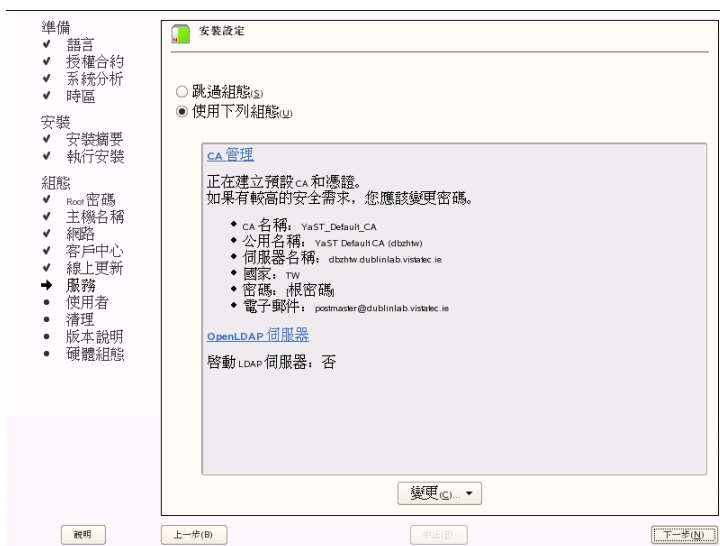 準備
語言
授權合約
系統分析
時區
安裝
安裝摘要
執行安裝
組態
Root 密碼
主機名稱
網路
客戶中心
線上更新
服務
使用者
清理
版本說明
硬體組態
安裝設定
跳過組態(S)
使用下列組態(U)
CA 管理
正在建立預設 CA 和憑證。
如果有較高的安全需求，您應該變更密碼。
CA 名稱： YaST_Default_CA
公用名稱： YaST Default CA (dbzhtw)
伺服器名稱： dbzhtw.dublinlab.vistatec.ie
國家： TW
密碼： [根密碼]
電子郵件： postmaster@dublinlab.vistatec.ie
OpenLDAP 伺服器
啟動 LDAP 伺服器： 否
變更(C)...
說明
上一步(B)
中止(R)
下一步(N)